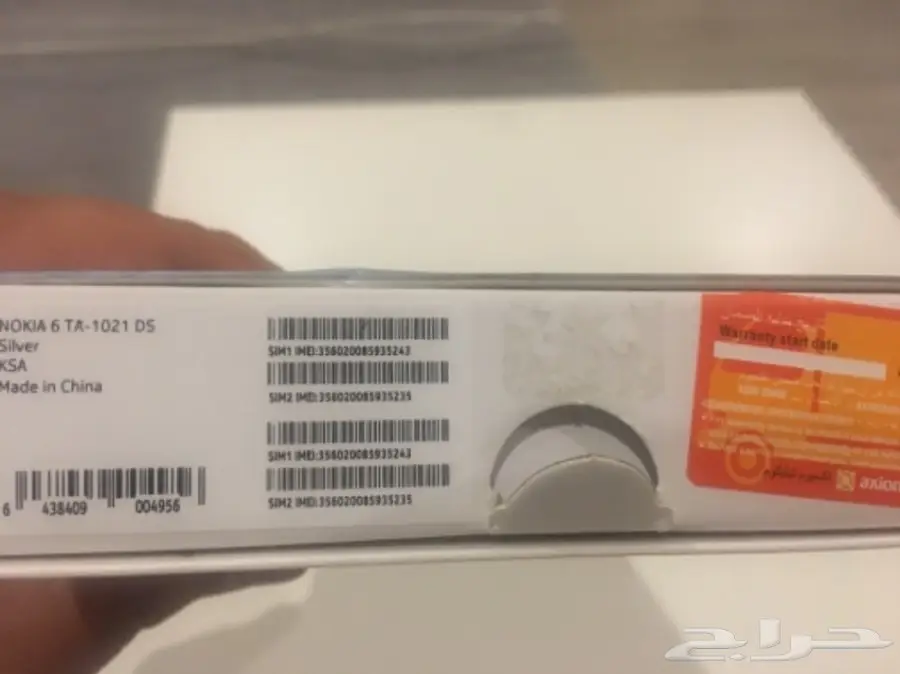 NOKIA 6 TA-1021 DS
Silver
KSA
Made in China
6 438409 004956
SIM1 IMEI:356020085935243
SIM2 IMEI:356020085935235
SIM1 IMEI:356020085935243
SIM2 IMEI:356020085935235
Warranty start date
axiom
حراج